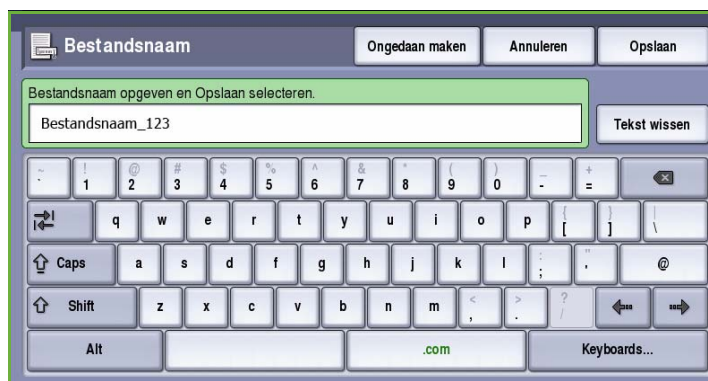 Bestandsnaam
Ongedaan maken
Annuleren
Opslaan
Bestandsnaam opgeven en Opslaan selecteren.
Bestandsnaam_123
Tekst wissen
! @ # $ % ^ & * ( ) _ +
1 2 3 4 5 6 7 8 9 0 - =
q w e r t y u i o p { [ } ] | \
Caps a s d f g h j k l : ; " ' @
Shift z x c v b n m < , > . ? /
Alt .com Keyboards...